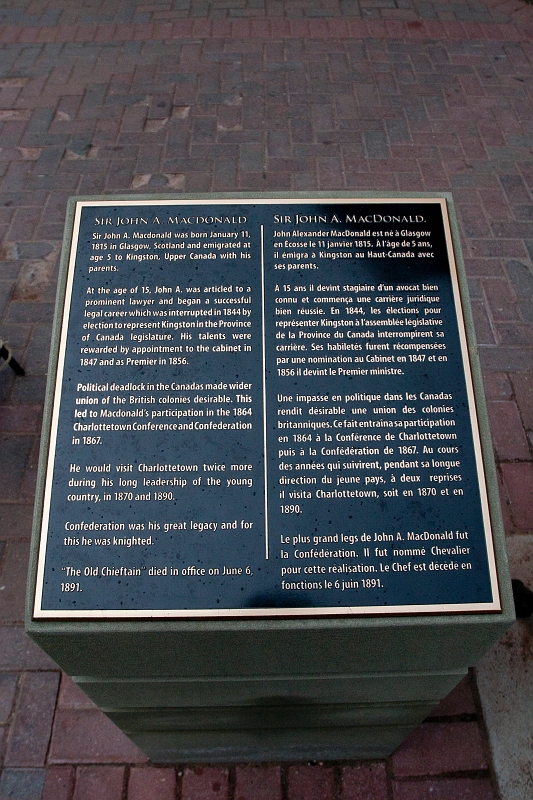 SIR JOHN A. MACDONALD
Sir John A. Macdonald was born January 11,
1815 in Glasgow, Scotland and emigrated at
age 5 to Kingston, Upper Canada with his
parents.
At the age of 15, John A. was articled to a
prominent lawyer and began a successful
legal career which was interrupted in 1844 by
election to represent Kingston in the Province
of Canada legislature. His talents were
rewarded by appointment to the cabinet in
1847 and as Premier in 1856.
Political deadlock in the Canadas made wider
union of the British colonies desirable. This
led to Macdonald's participation in the 1864
Charlottetown Conference and Confederation
in 1867.
He would visit Charlottetown twice more
during his long leadership of the young
country, in 1870 and 1890.
Confederation was his great legacy and for
this he was knighted.
"The Old Chieftain" died in office on June 6,
1891.
SIR JOHN A. MACDONALD.
John Alexander MacDonald est né à Glasgow
en Écosse le 11 janvier 1815. À l'âge de 5 ans,
il émigra à Kingston au Haut-Canada avec
ses parents.
A 15 ans il devint stagiaire d'un avocat bien
connu et commença une carrière juridique
bien réussie. En 1844, les élections pour
représenter Kingston à l'assemblée législative
de la Province du Canada interrompirent sa
carrière. Ses habiletés furent récompensées
par une nomination au Cabinet en 1847 et en
1856 il devint le Premier ministre.
Une impasse en politique dans les Canadas
rendit désirable une union des colonies
britanniques. Ce fait entraina sa participation
en 1864 à la Conférence de Charlottetown
puis à la Confédération de 1867. Au cours
des années qui suivirent, pendant sa longue
direction du jeune pays, à deux reprises
il visita Charlottetown, soit en 1870 et en
1890.
Le plus grand legs de John A. MacDonald fut
la Confédération. Il fut nommé Chevalier
pour cette réalisation. Le Chef est décédé en
fonctions le 6 juin 1891.